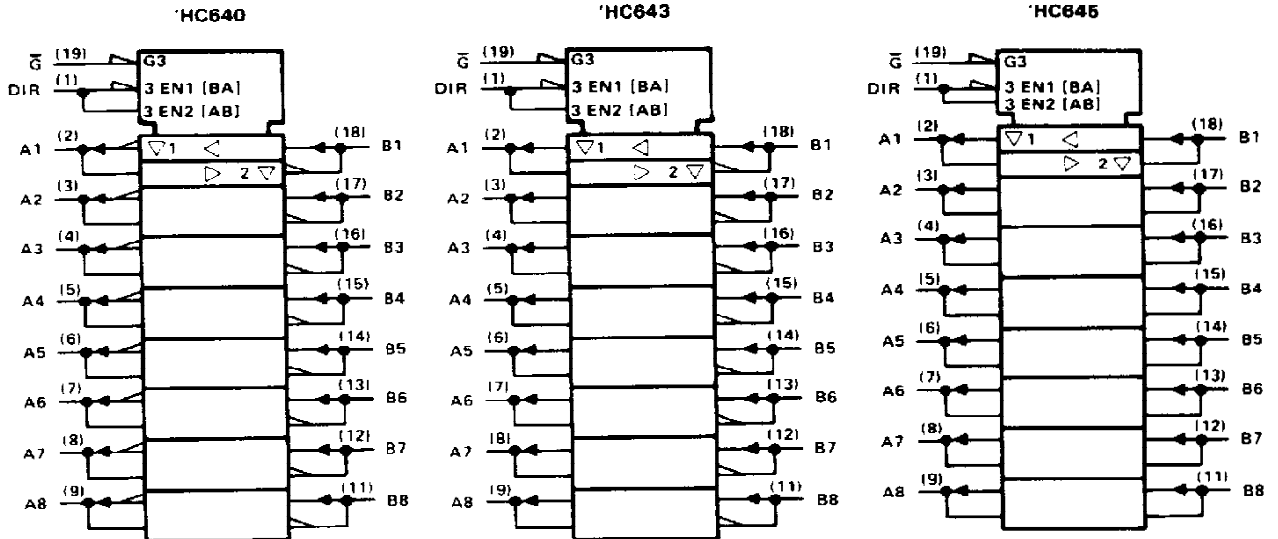 'HC640
G̅ (19) G3
DIR (1) 3 EN1 [BA]
3 EN2 [AB]
A1 (2) 1 (18) B1
2
A2 (3) (17) B2
A3 (4) (16) B3
A4 (5) (15) B4
A5 (6) (14) B5
A6 (7) (13) B6
A7 (8) (12) B7
A8 (9) (11) B8
'HC643
G̅ (19) G3
DIR (1) 3 EN1 [BA]
3 EN2 [AB]
A1 (2) 1 (18) B1
2
A2 (3) (17) B2
A3 (4) (16) B3
A4 (5) (15) B4
A5 (6) (14) B5
A6 (7) (13) B6
A7 (8) (12) B7
A8 (9) (11) B8
'HC645
G̅ (19) G3
DIR (1) 3 EN1 [BA]
3 EN2 [AB]
A1 (2) 1 (18) B1
2
A2 (3) (17) B2
A3 (4) (16) B3
A4 (5) (15) B4
A5 (6) (14) B5
A6 (7) (13) B6
A7 (8) (12) B7
A8 (9) (11) B8